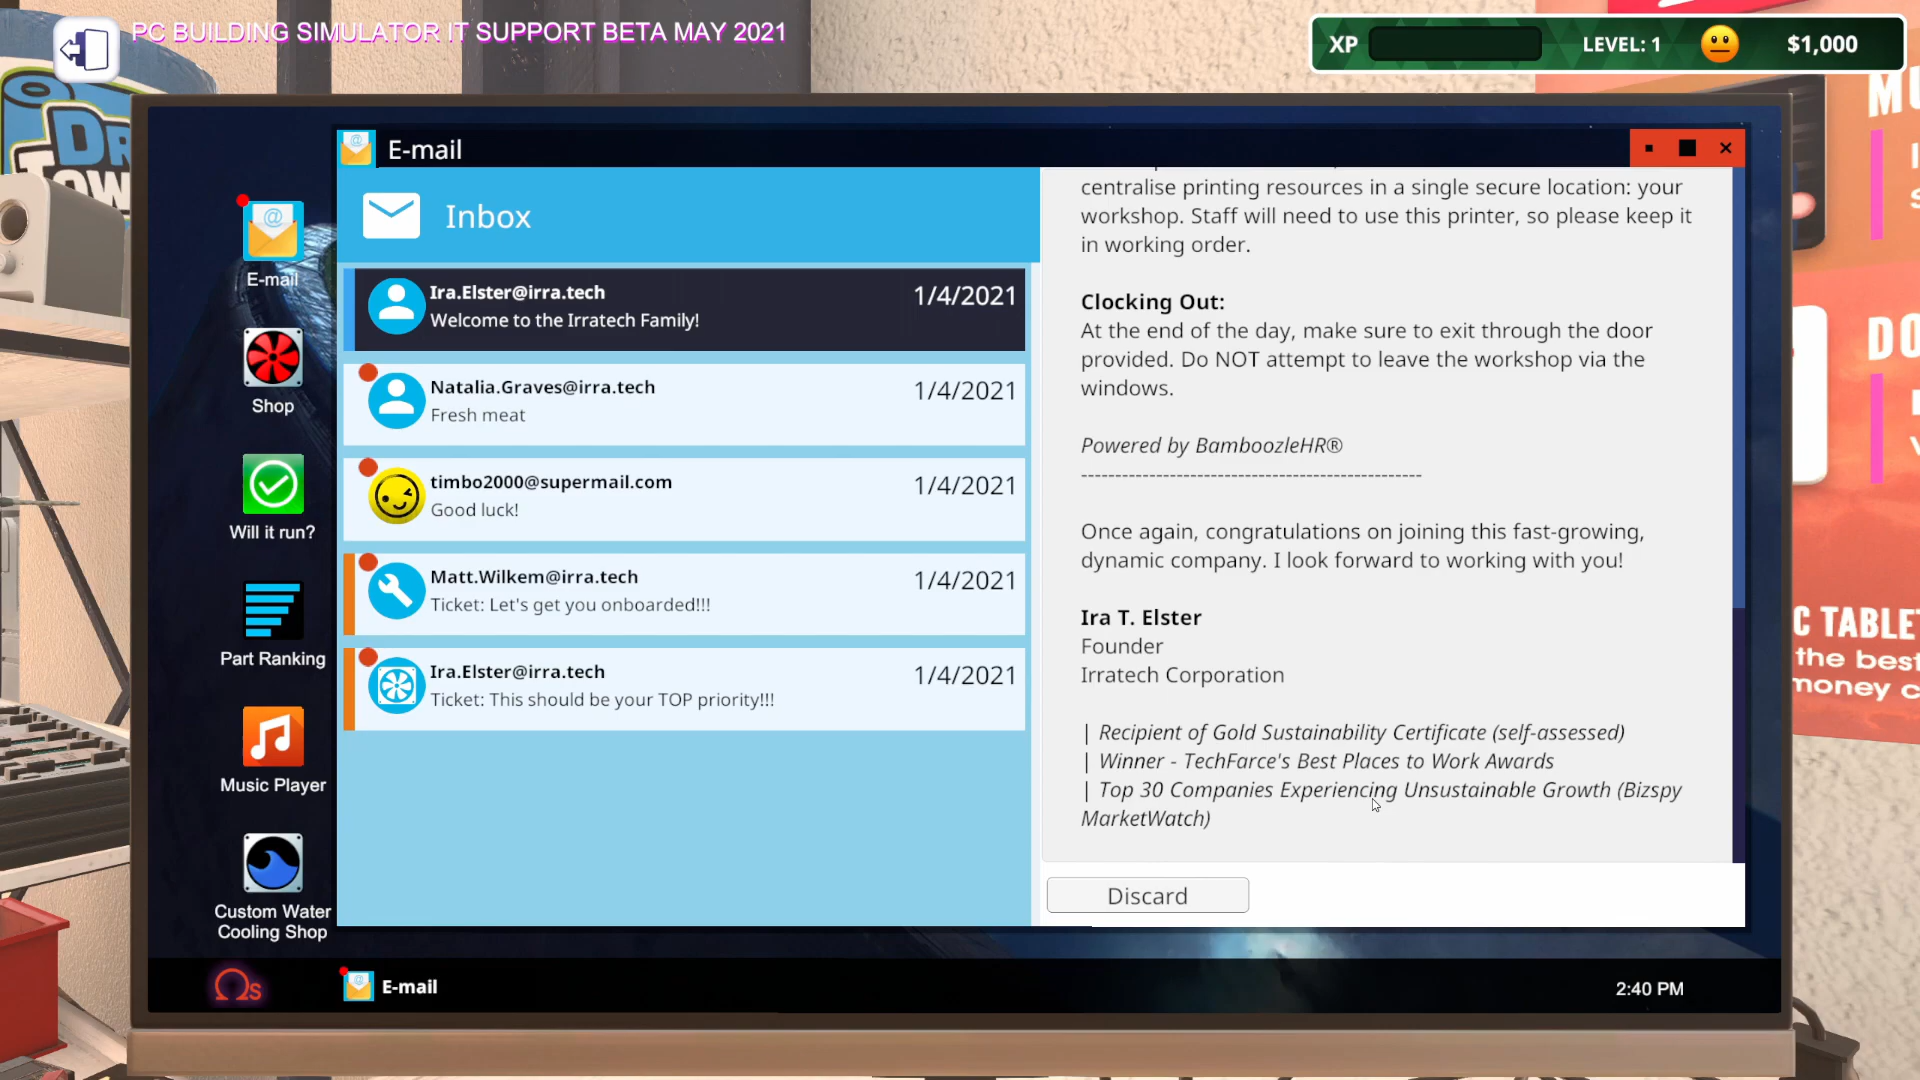 PC BUILDING SIMULATOR IT SUPPORT BETA MAY 2021
XP
LEVEL: 1
$1,000
E-mail
Inbox
Ira.Elster@irra.tech
1/4/2021
Welcome to the Irratech Family!
Natalia.Graves@irra.tech
1/4/2021
Fresh meat
timbo2000@supermail.com
1/4/2021
Good luck!
Matt.Wilkem@irra.tech
1/4/2021
Ticket: Let's get you onboarded!!!
Ira.Elster@irra.tech
1/4/2021
Ticket: This should be your TOP priority!!!
centralise printing resources in a single secure location: your
workshop. Staff will need to use this printer, so please keep it
in working order.
Clocking Out:
At the end of the day, make sure to exit through the door
provided. Do NOT attempt to leave the workshop via the
windows.
Powered by BamboozleHR®
--------------------------------------------------
Once again, congratulations on joining this fast-growing,
dynamic company. I look forward to working with you!
Ira T. Elster
Founder
Irratech Corporation
| Recipient of Gold Sustainability Certificate (self-assessed)
| Winner - TechFarce's Best Places to Work Awards
| Top 30 Companies Experiencing Unsustainable Growth (Bizspy
MarketWatch)
Discard
E-mail
Shop
Will it run?
Part Ranking
Music Player
Custom Water
Cooling Shop
Ωs
E-mail
2:40 PM
C TABLET
the best
money c